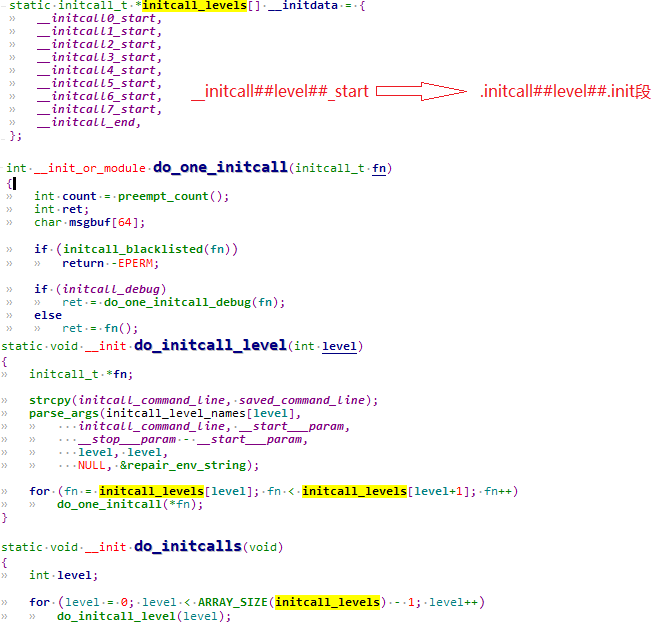 static initcall_t *initcall_levels[] __initdata = {
__initcall0_start,
__initcall1_start,
__initcall2_start,
__initcall3_start,
__initcall4_start,
__initcall5_start,
__initcall6_start,
__initcall7_start,
__initcall_end,
};
__initcall##level##_start .initcall##level##.init段
int __init_or_module do_one_initcall(initcall_t fn)
{
int count = preempt_count();
int ret;
char msgbuf[64];
if (initcall_blacklisted(fn))
return -EPERM;
if (initcall_debug)
ret = do_one_initcall_debug(fn);
else
ret = fn();
static void __init do_initcall_level(int level)
{
initcall_t *fn;
strcpy(initcall_command_line, saved_command_line);
parse_args(initcall_level_names[level],
initcall_command_line, __start___param,
__stop___param - __start___param,
level, level,
NULL, &repair_env_string);
for (fn = initcall_levels[level]; fn < initcall_levels[level+1]; fn++)
do_one_initcall(*fn);
}
static void __init do_initcalls(void)
{
int level;
for (level = 0; level < ARRAY_SIZE(initcall_levels) - 1; level++)
do_initcall_level(level);